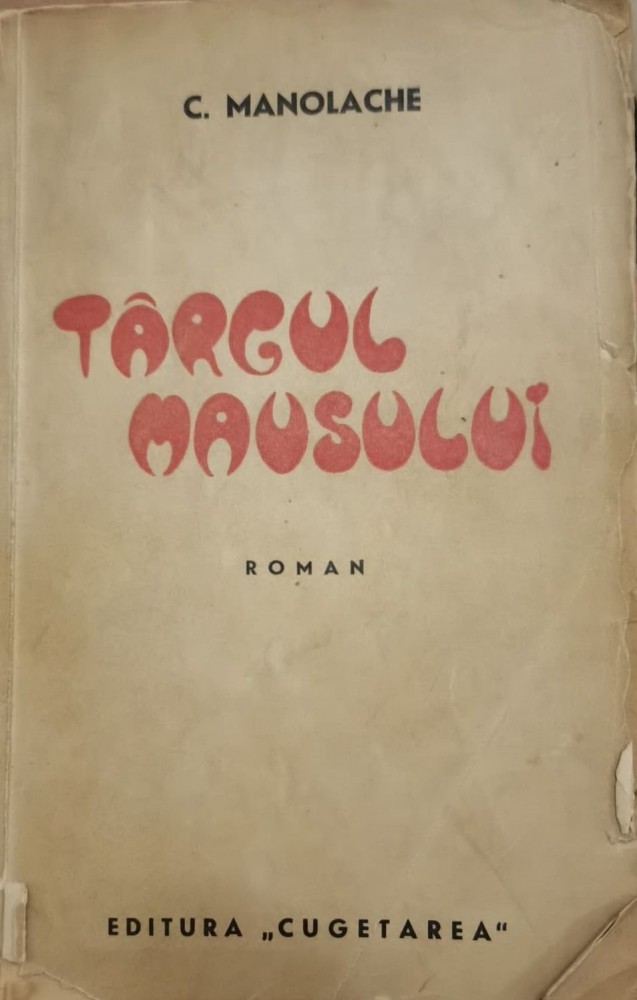 C. MANOLACHE
TÂRGUL
MAUSULUI
ROMAN
EDITURA „CUGETAREA“